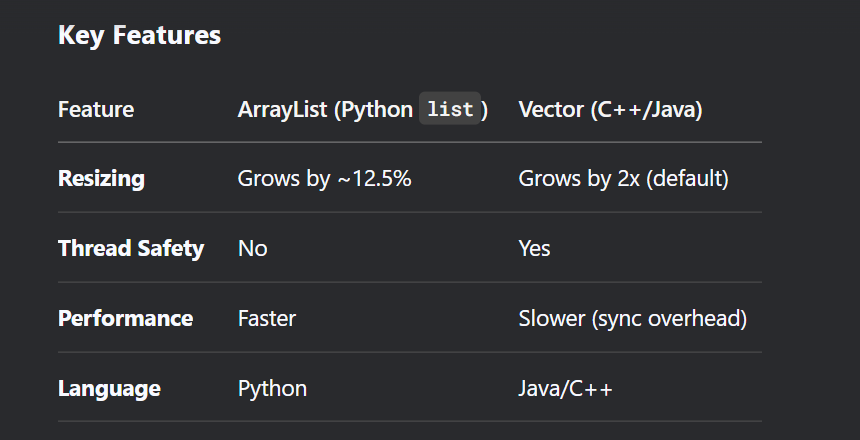 Key Features
Feature ArrayList (Python list) Vector (C++/Java)
Resizing Grows by ~12.5% Grows by 2x (default)
Thread Safety No Yes
Performance Faster Slower (sync overhead)
Language Python Java/C++